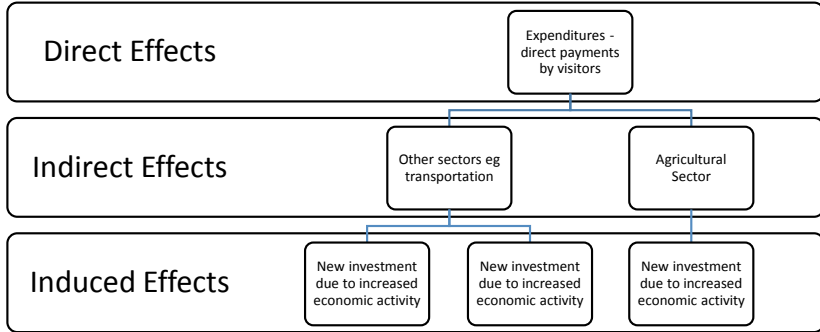 Direct Effects
Expenditures -
direct payments
by visitors
Indirect Effects
Other sectors eg
transportation
Agricultural
Sector
Induced Effects
New investment
due to increased
economic activity
New investment
due to increased
economic activity
New investment
due to increased
economic activity